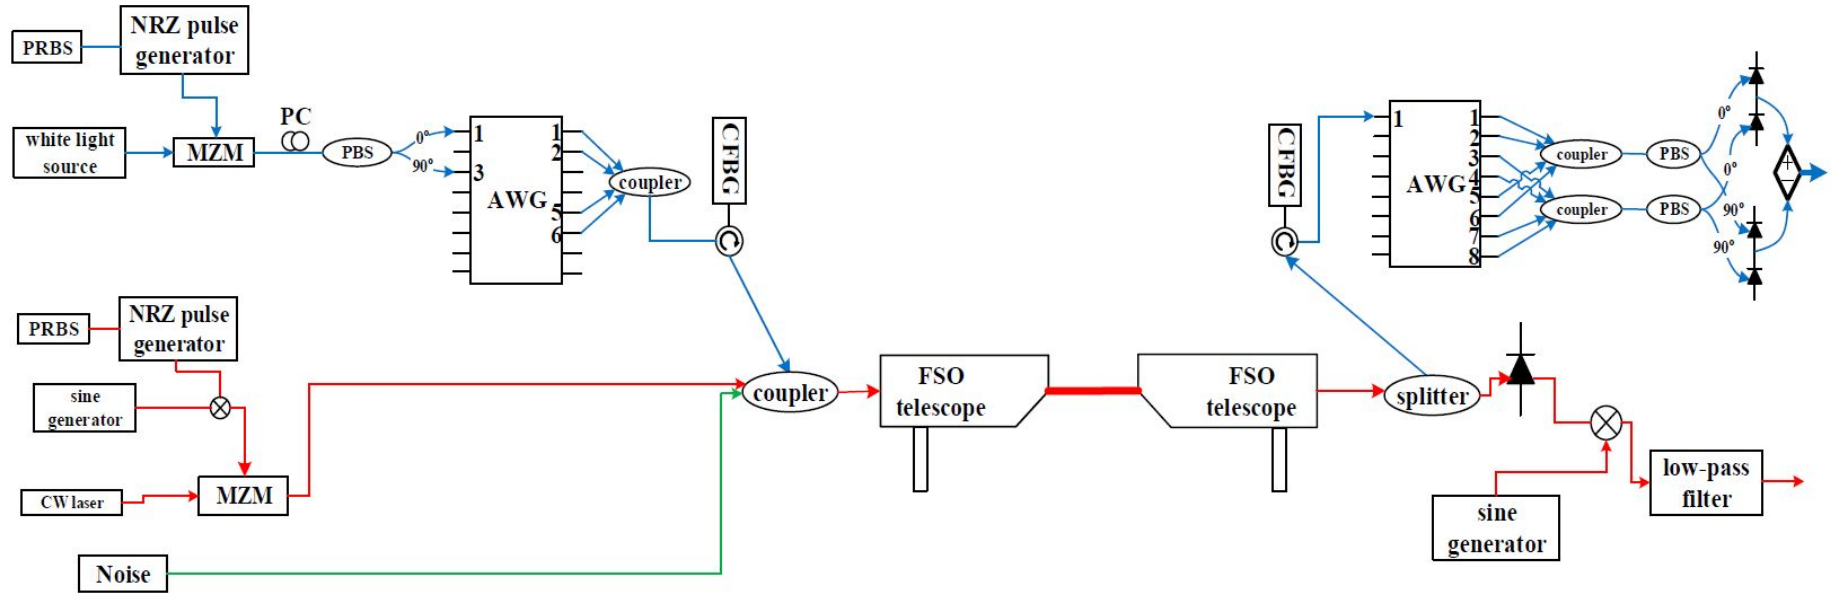 PRBS
NRZ pulse
generator
white light
source
MZM
PC
PBS
0°
90°
1
3
AWG
1
2
5
6
coupler
CFBG
PRBS
NRZ pulse
generator
sine
generator
CW laser
MZM
Noise
coupler
FSO
telescope
FSO
telescope
splitter
CFBG
1
AWG
1
2
3
4
5
6
7
8
coupler
PBS
coupler
PBS
0°
0°
90°
90°
+
−
sine
generator
low-pass
filter